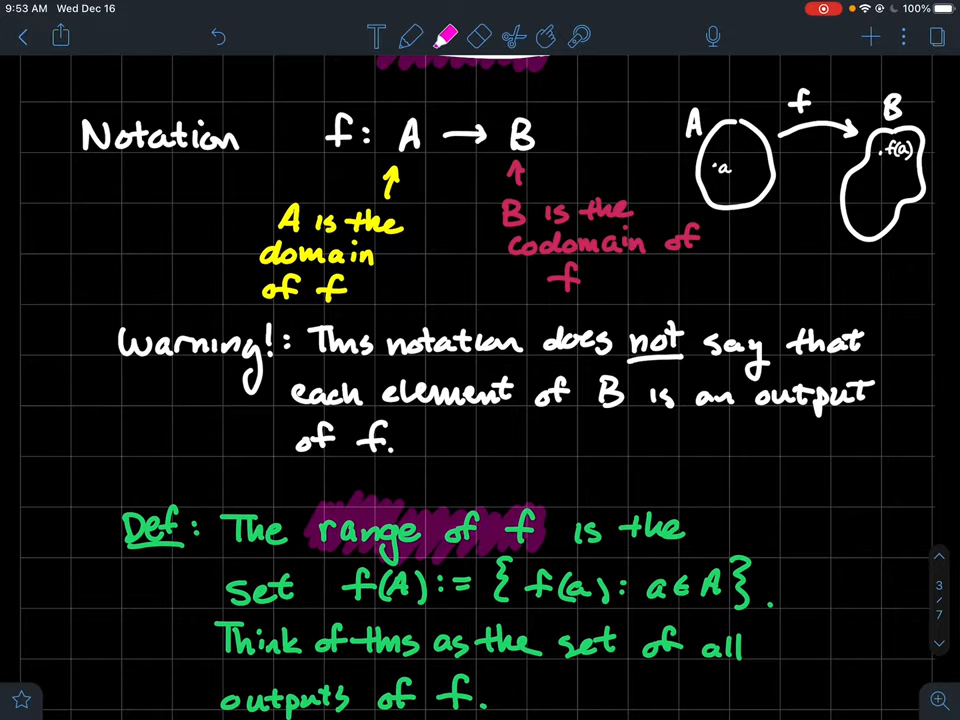 9:53 AM Wed Dec 16
100%
Notation f: A → B
A is the domain of f
B is the codomain of f
A f B
·a ·f(a)
Warning!: This notation does not say that
each element of B is an output
of f.
Def: The range of f is the
set f(A) := { f(a) : a ∈ A }.
Think of this as the set of all
outputs of f.
3
/
7